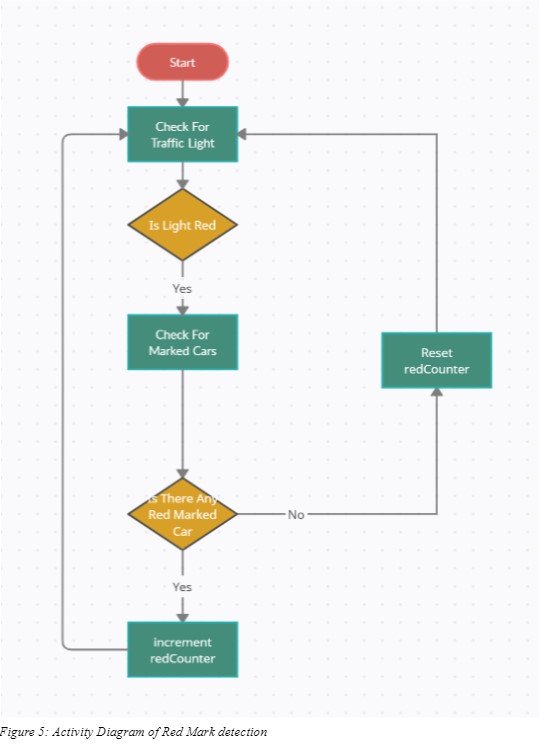 Start
Check For
Traffic Light
Is Light Red
Yes
Check For
Marked Cars
Reset
redCounter
Is There Any
Red Marked
Car
No
Yes
increment
redCounter
Figure 5: Activity Diagram of Red Mark detection